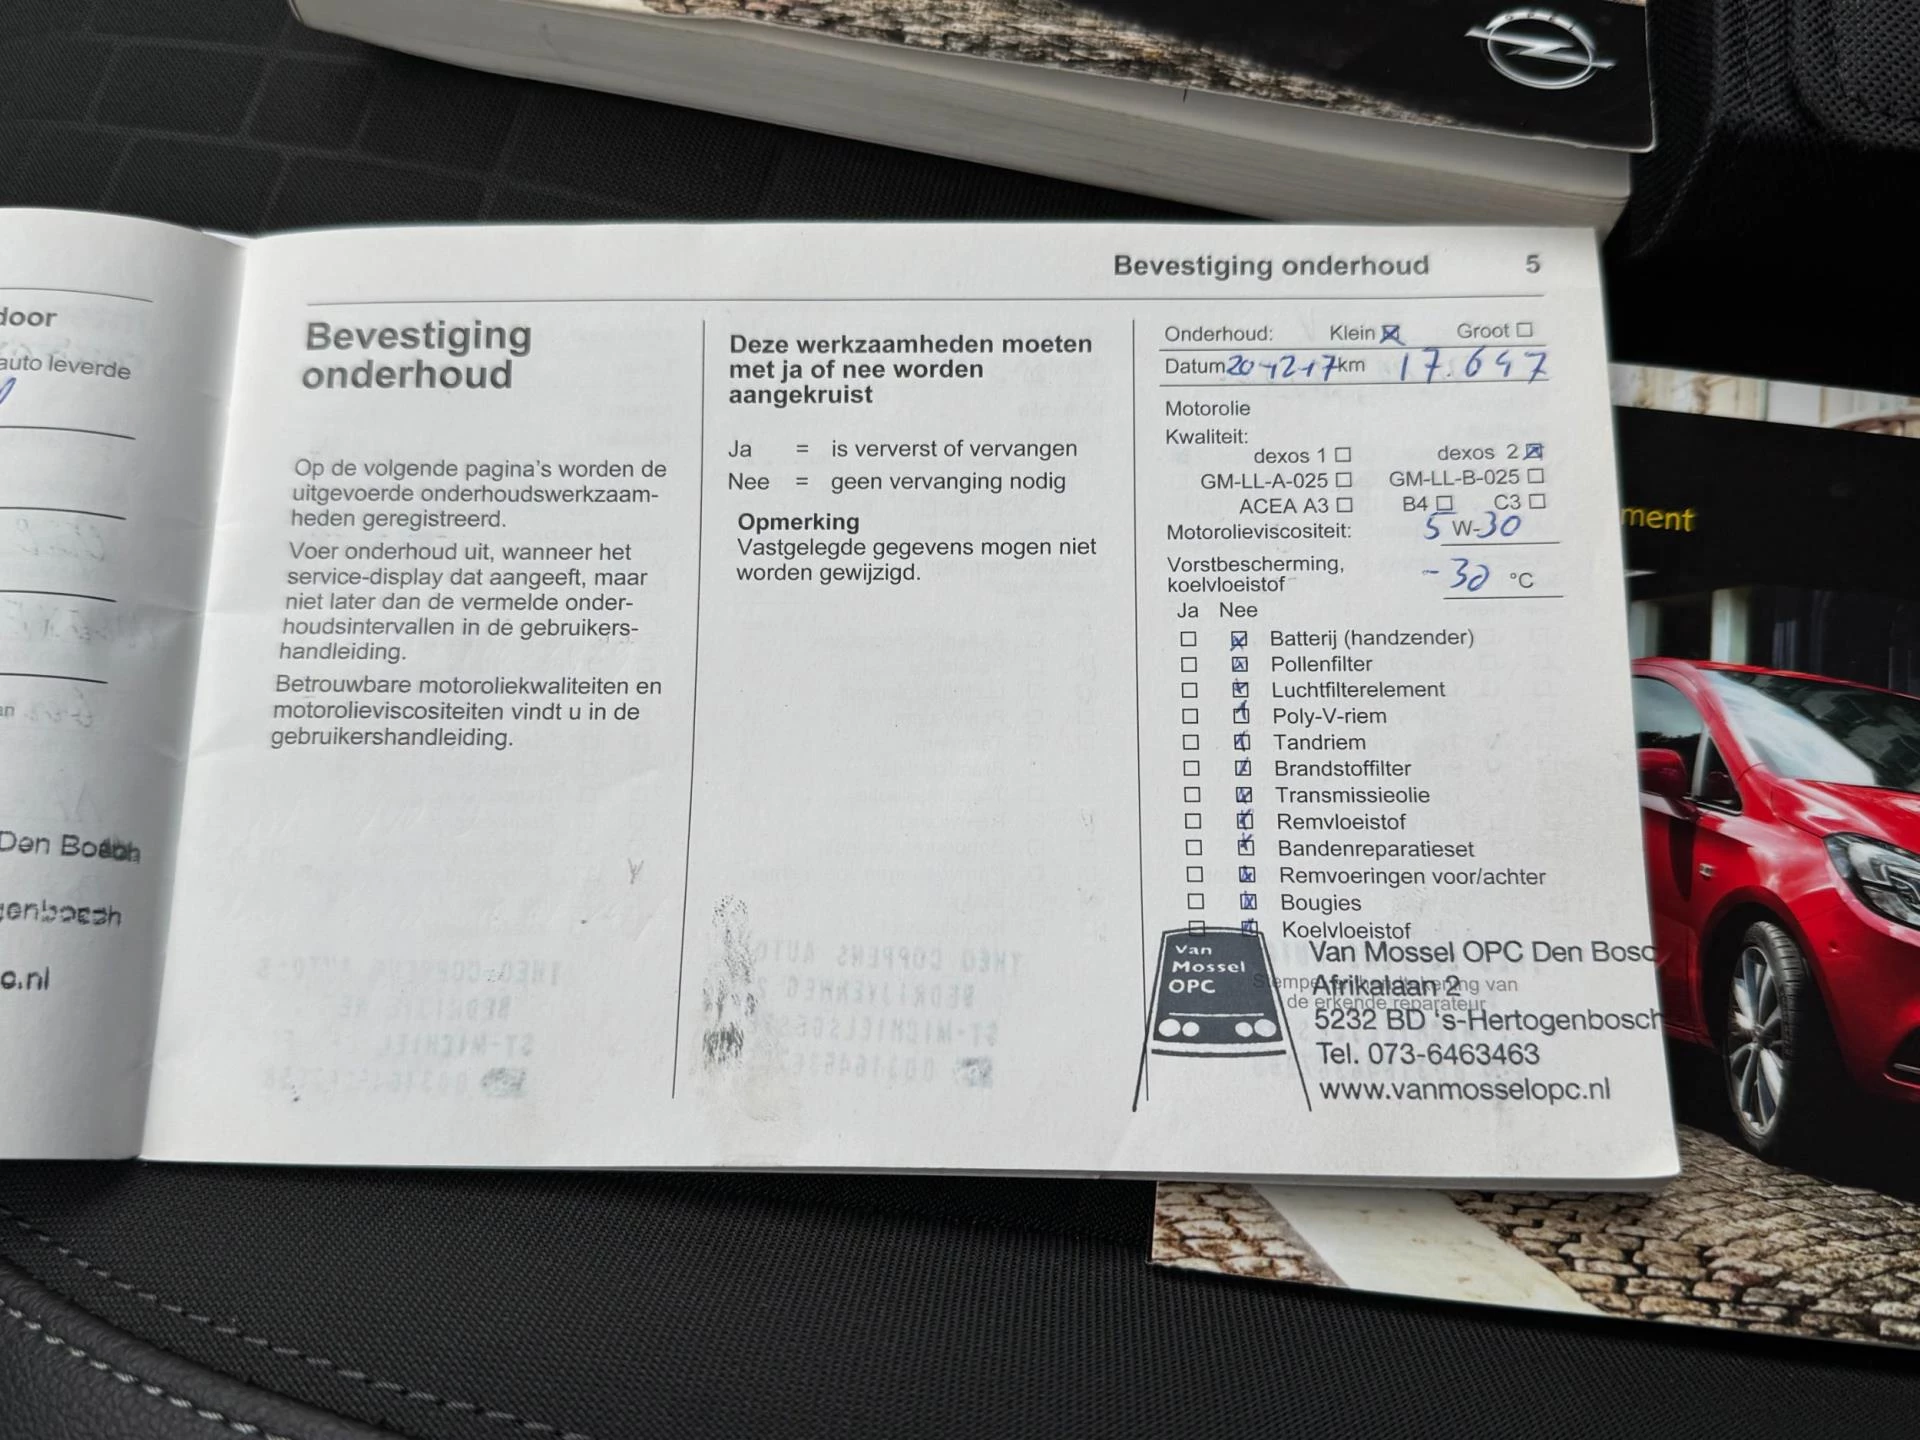 OPEL
door
auto leverde
Den Bosch
genbosch
c.nl
Bevestiging onderhoud 5
Bevestiging
onderhoud
Op de volgende pagina's worden de
uitgevoerde onderhoudswerkzaam-
heden geregistreerd.
Voer onderhoud uit, wanneer het
service-display dat aangeeft, maar
niet later dan de vermelde onder-
houdsintervallen in de gebruikers-
handleiding.
Betrouwbare motoroliekwaliteiten en
motorolieviscositeiten vindt u in de
gebruikershandleiding.
Deze werkzaamheden moeten
met ja of nee worden
aangekruist
Ja = is ververst of vervangen
Nee = geen vervanging nodig
Opmerking
Vastgelegde gegevens mogen niet
worden gewijzigd.
Onderhoud: Klein Groot
Datum 20-12-17 km 17.647
Motorolie
Kwaliteit:
dexos 1 dexos 2
GM-LL-A-025 GM-LL-B-025
ACEA A3 B4 C3
Motorolieviscositeit: 5 W-30
Vorstbescherming,
koelvloeistof -30 °C
Ja Nee
Batterij (handzender)
Pollenfilter
Luchtfilterelement
Poly-V-riem
Tandriem
Brandstoffilter
Transmissieolie
Remvloeistof
Bandenreparatieset
Remvoeringen voor/achter
Bougies
Koelvloeistof
Van
Mossel
OPC
Van Mossel OPC Den Bosc
Afrikalaan 2
de erkende reparateur
5232 BD 's-Hertogenbosch
Tel. 073-6463463
www.vanmosselopc.nl
ment